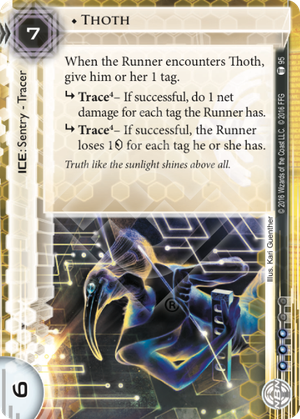 7
♦ Thoth
When the Runner encounters Thoth,
give him or her 1 tag.
↳ Trace⁴– If successful, do 1 net
damage for each tag the Runner has.
↳ Trace⁴– If successful, the Runner
loses 1 for each tag he or she has.
Truth like the sunlight shines above all.
ICE: Sentry - Tracer
95
© 2016 Wizards of the Coast LLC. © 2016 FFG
Illus. Kari Guenther
6